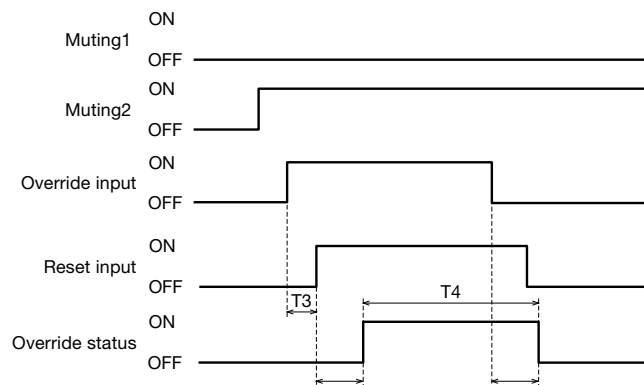 ON
Muting1
OFF
ON
Muting2
OFF
ON
Override input
OFF
ON
Reset input
OFF
T3
T4
ON
Override status
OFF